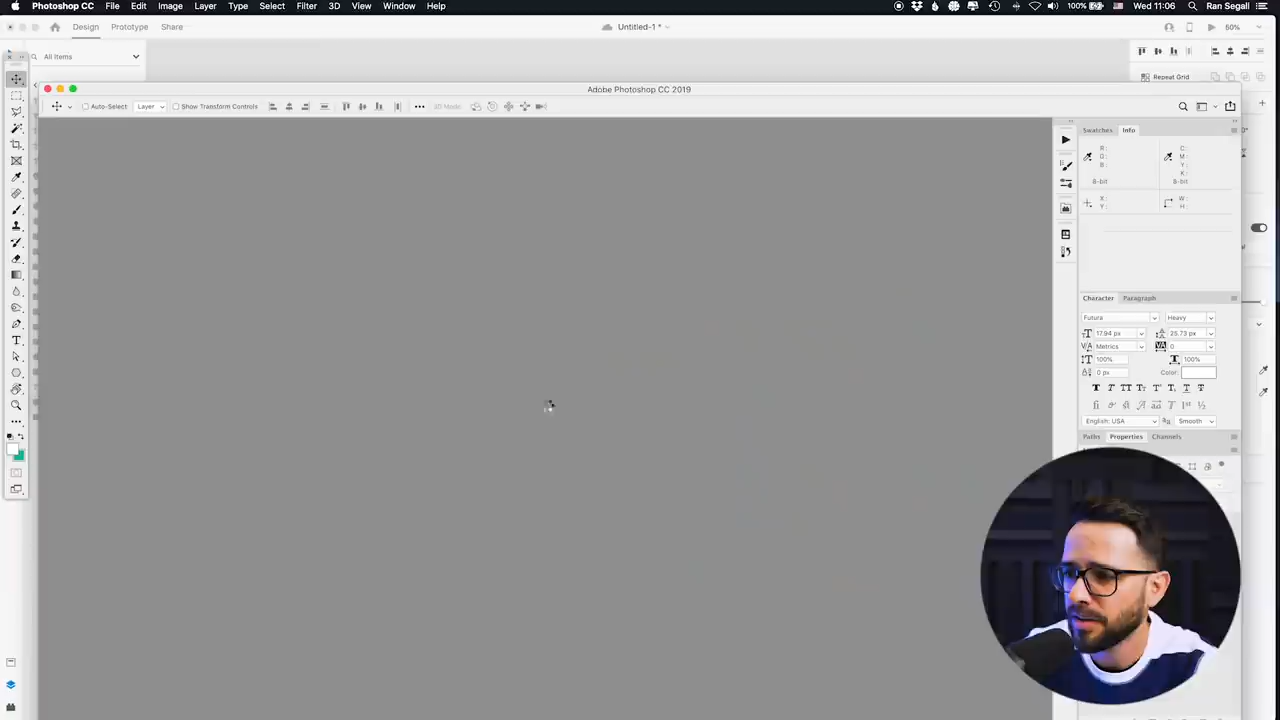 Photoshop CC File Edit Image Layer Type Select Filter 3D View Window Help 100% Wed 11:06 Ran Segall
Design Prototype Share Untitled-1 * 50%
All Items
Repeat Grid
Adobe Photoshop CC 2019
Auto-Select Layer Show Transform Controls 3D Mode:
Swatches Info
R: C:
G: M:
B: Y:
K:
8-bit 8-bit
X: W:
Y: H:
Character Paragraph
Futura Heavy
17.94 px 25.73 px
Metrics 0
100% 100%
0 px Color:
English: USA Smooth
Paths Properties Channels